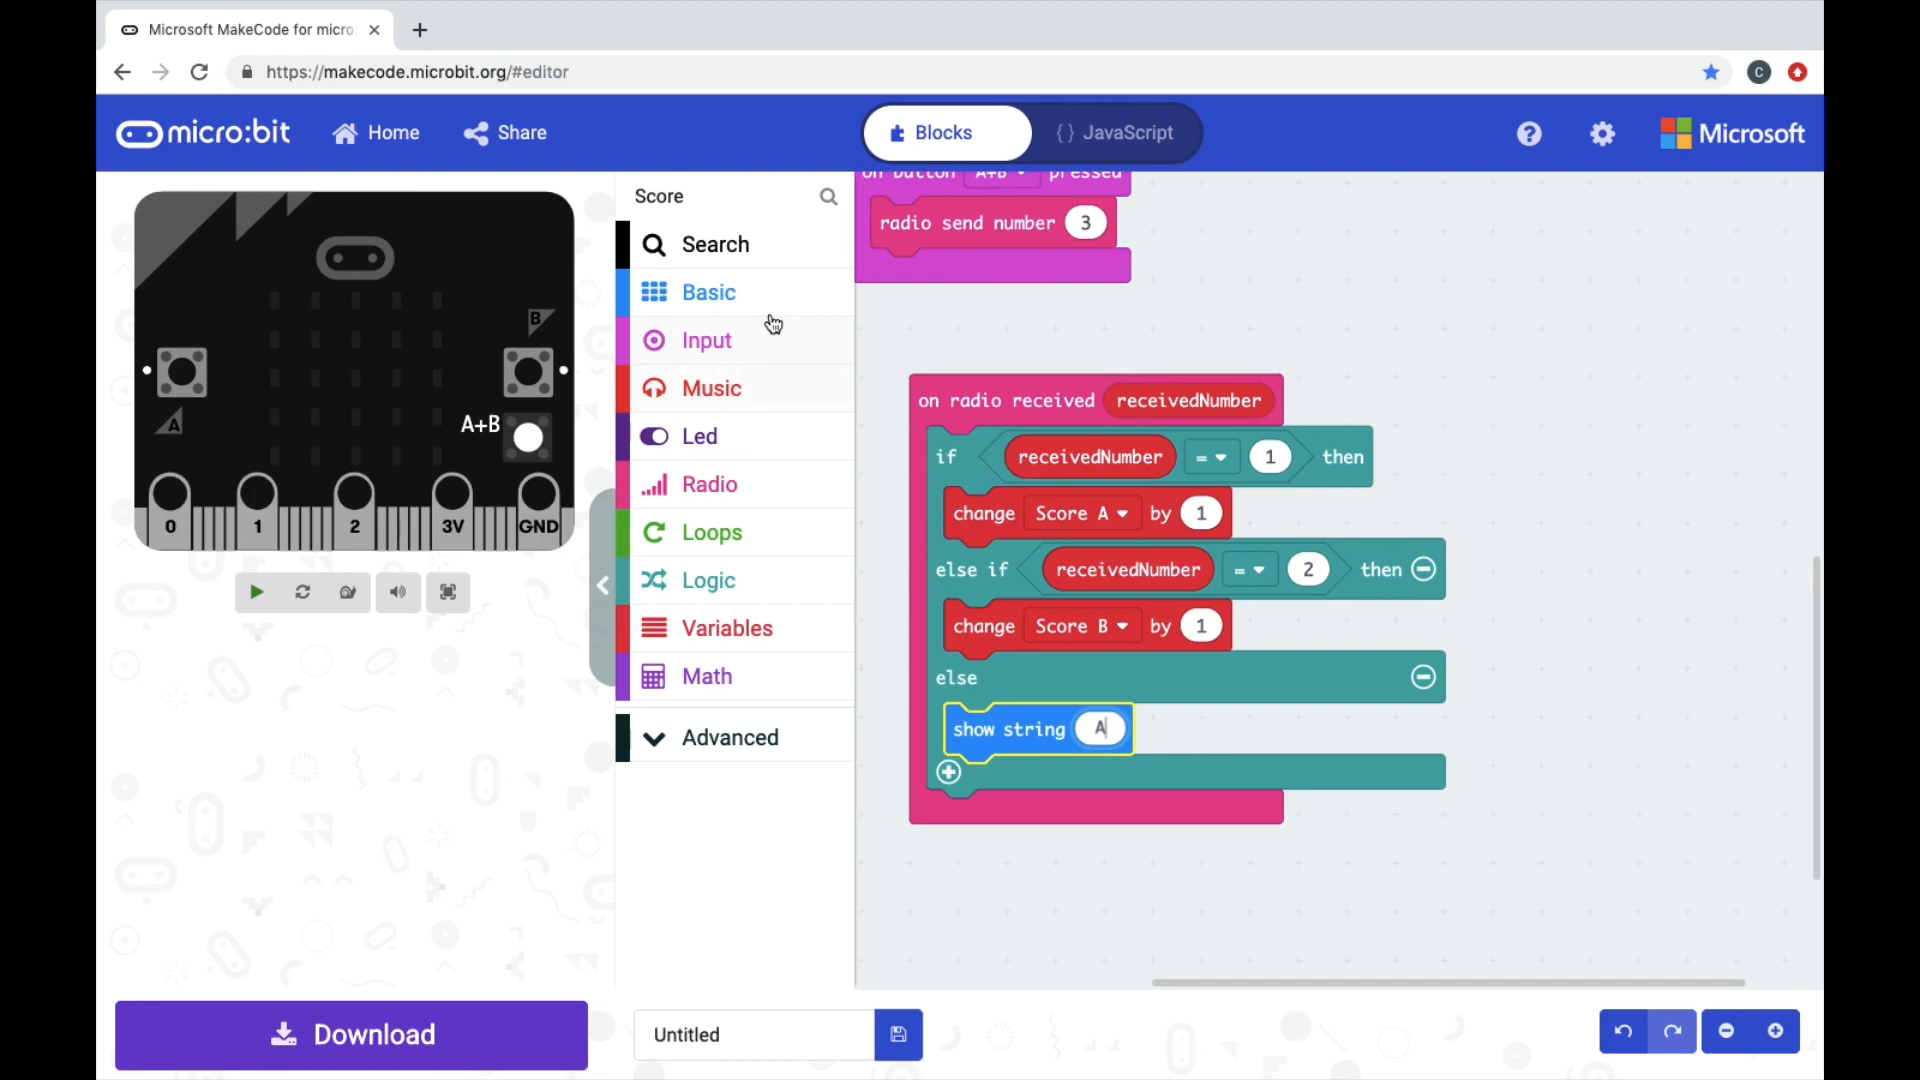 Microsoft MakeCode for micro:
https://makecode.microbit.org/#editor
C
micro:bit
Home
Share
Blocks
{ } JavaScript
Microsoft
Score
Search
Basic
Input
Music
Led
Radio
Loops
Logic
Variables
Math
Advanced
A
B
A+B
0
1
2
3V
GND
on button A+B pressed
radio send number 3
on radio received receivedNumber
if receivedNumber = 1 then
change Score A by 1
else if receivedNumber = 2 then
change Score B by 1
else
show string A
Download
Untitled